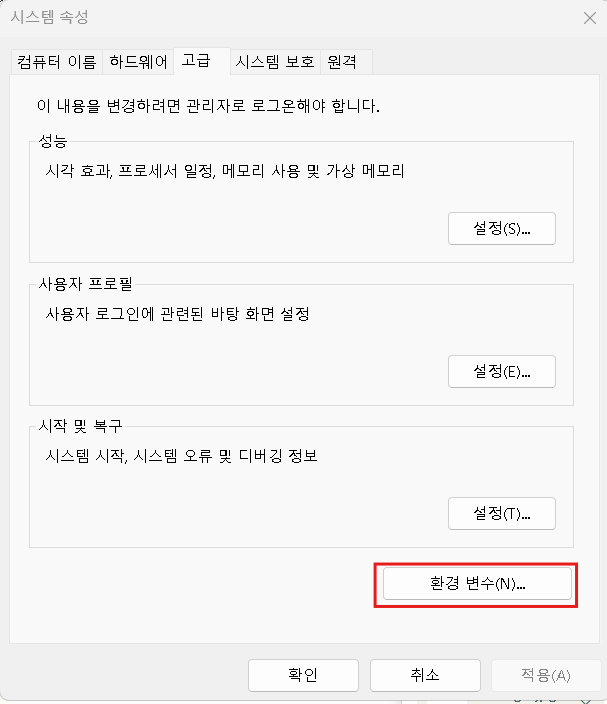 시스템 속성
컴퓨터 이름 하드웨어 고급 시스템 보호 원격
이 내용을 변경하려면 관리자로 로그온해야 합니다.
성능
시각 효과, 프로세서 일정, 메모리 사용 및 가상 메모리
설정(S)...
사용자 프로필
사용자 로그인에 관련된 바탕 화면 설정
설정(E)...
시작 및 복구
시스템 시작, 시스템 오류 및 디버깅 정보
설정(T)...
환경 변수(N)...
확인 취소 적용(A)